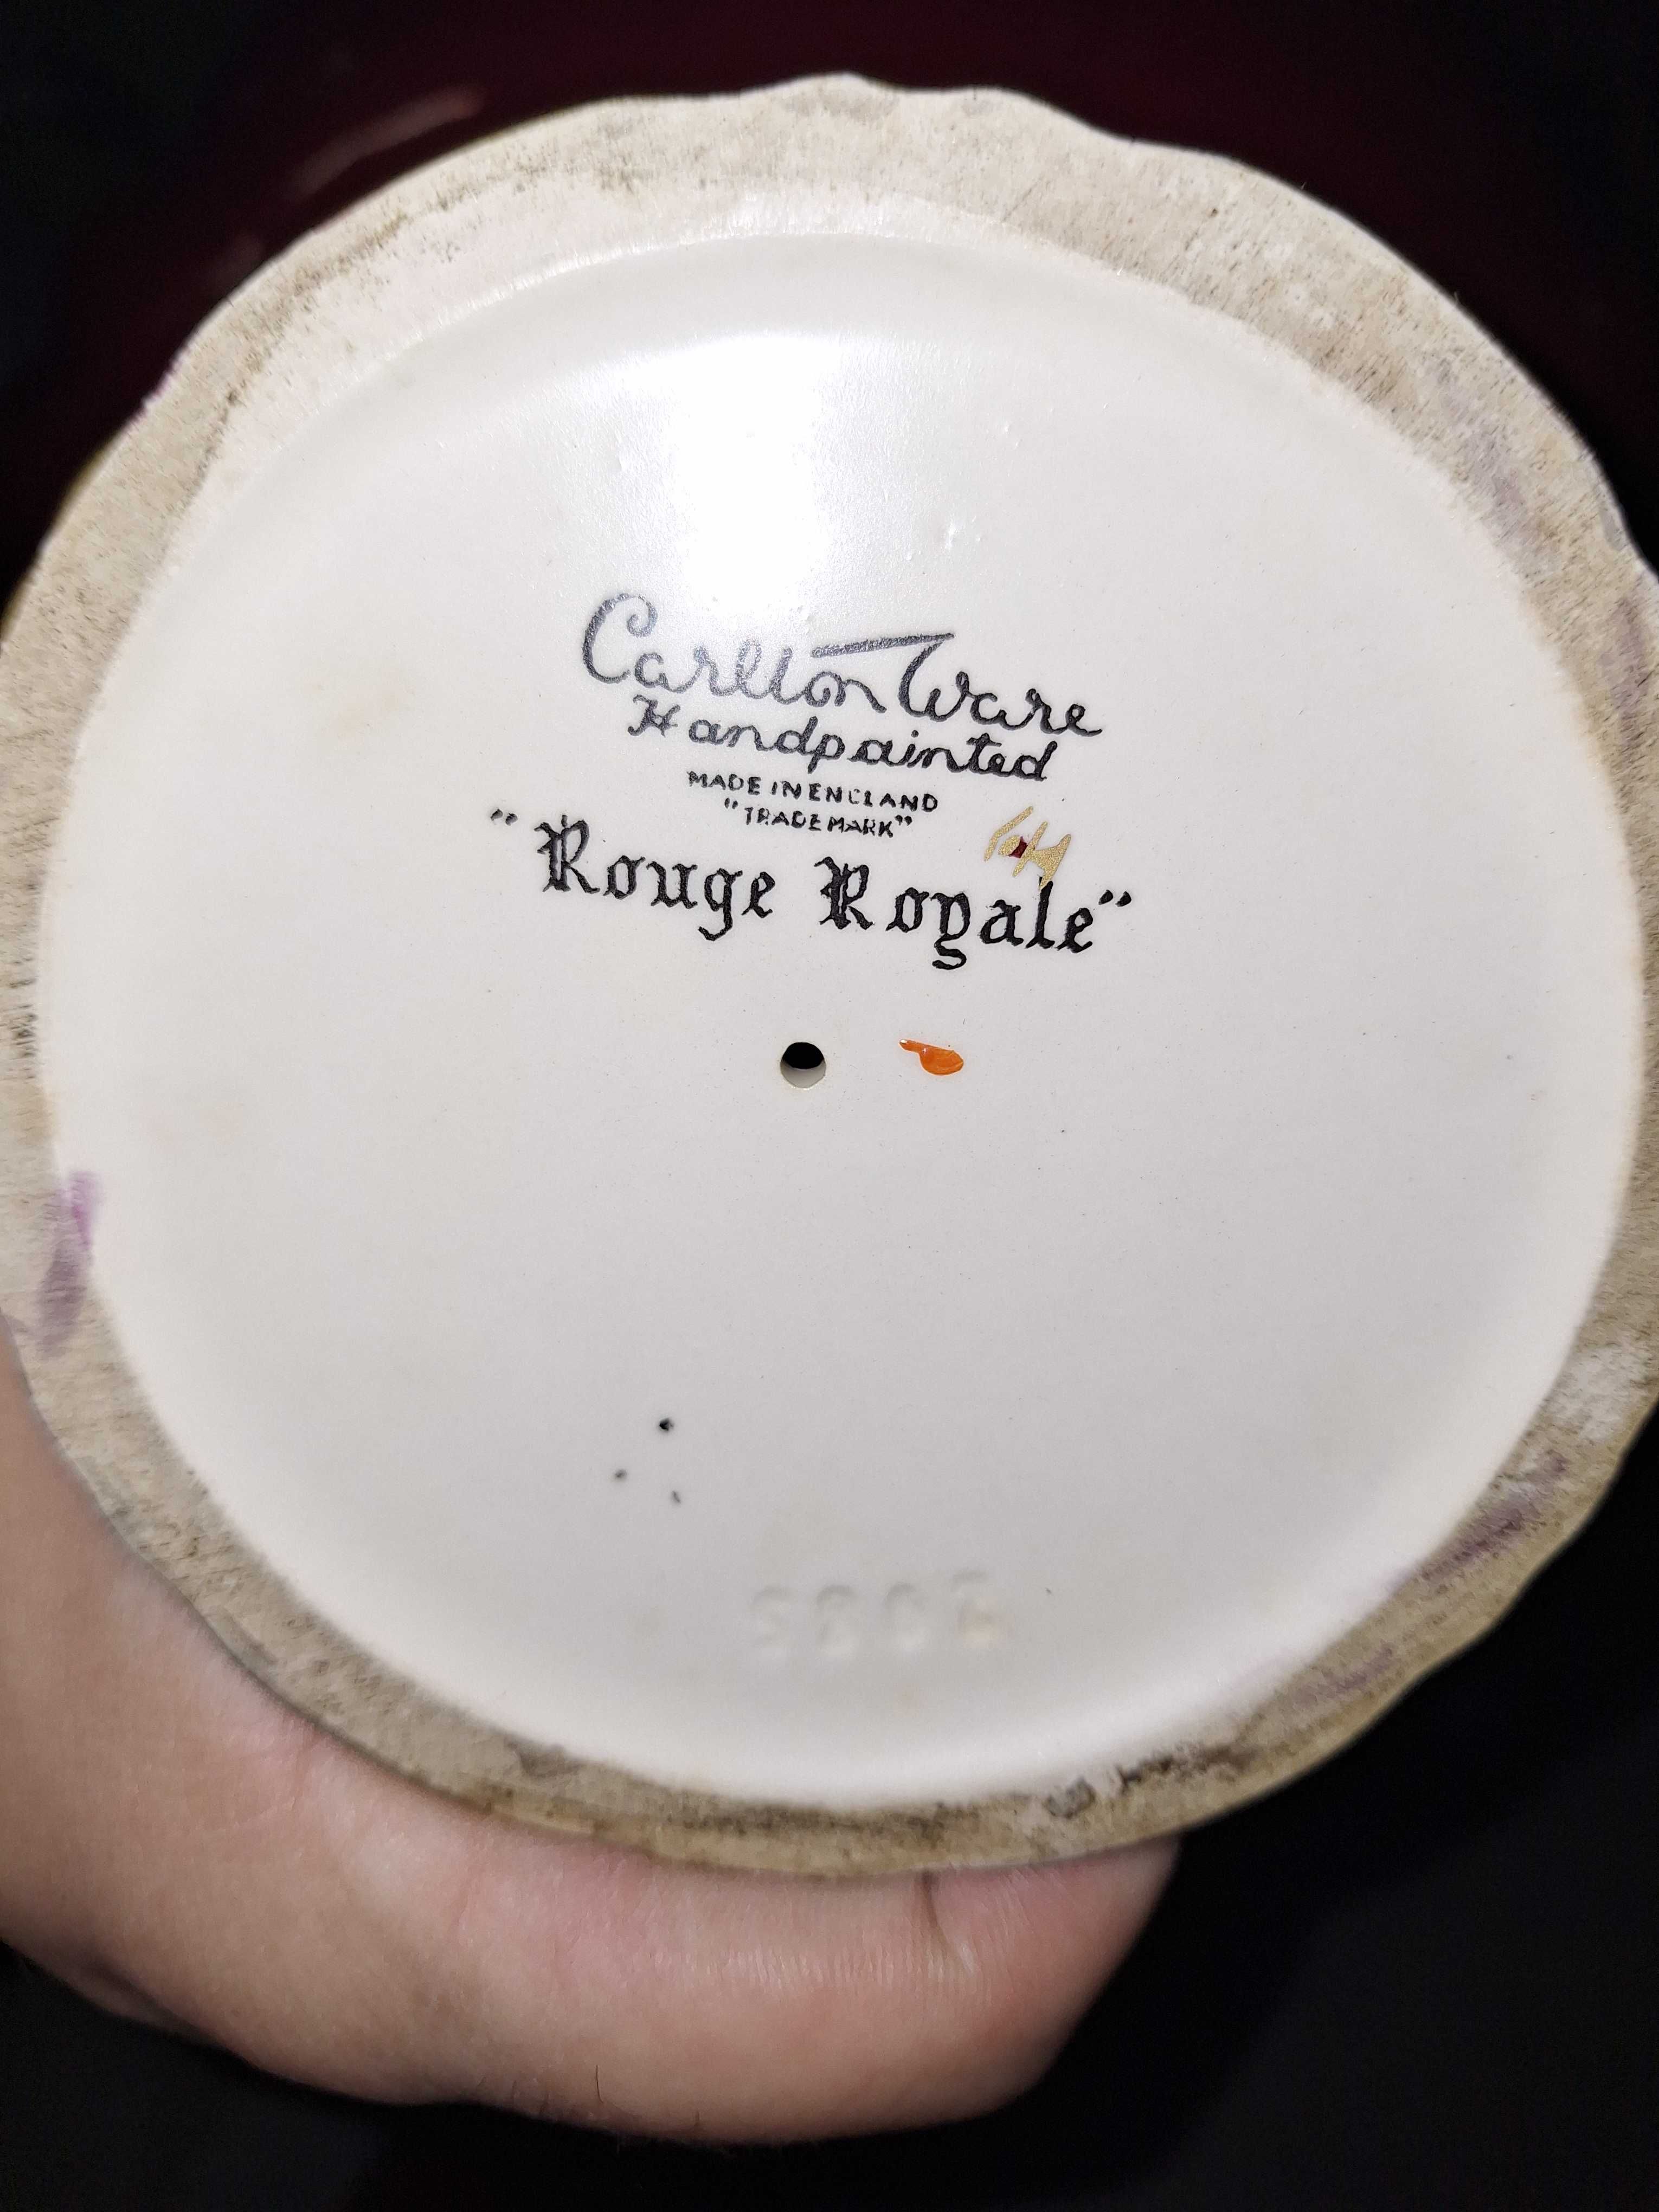 Carlton Ware
Handpainted
MADE IN ENGLAND
"TRADE MARK"
"Rouge Royale"